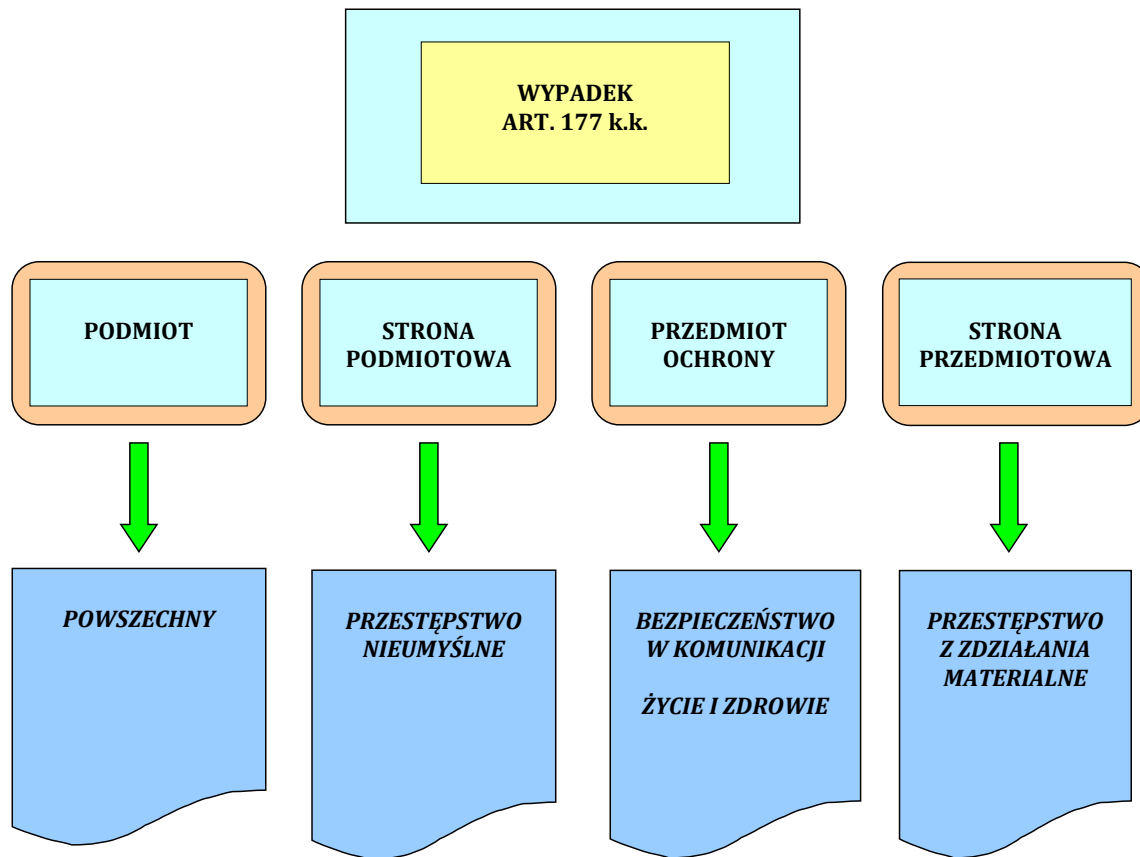 WYPADEK
ART. 177 k.k.
PODMIOT
STRONA
PODMIOTOWA
PRZEDMIOT
OCHRONY
STRONA
PRZEDMIOTOWA
POWSZECHNY
PRZESTĘPSTWO
NIEUMYŚLNE
BEZPIECZEŃSTWO
W KOMUNIKACJI
ŻYCIE I ZDROWIE
PRZESTĘPSTWO
Z ZDZIAŁANIA
MATERIALNE